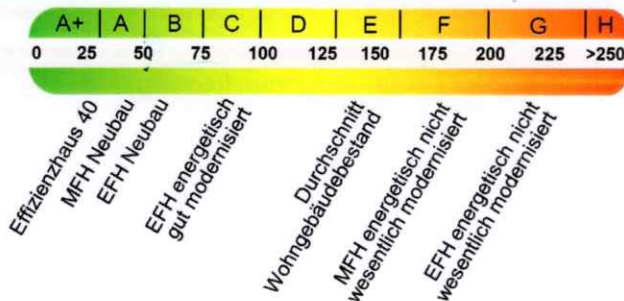 A+ A B C D E F G H
0 25 50 75 100 125 150 175 200 225 >250
Effizienzhaus 40
MFH Neubau
EFH Neubau
EFH energetisch
gut modernisiert
Durchschnitt
Wohngebäudebestand
MFH energetisch nicht
wesentlich modernisiert
EFH energetisch nicht
wesentlich modernisiert